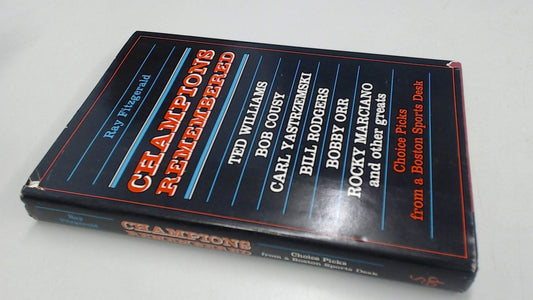 Ray Fitzgerald
CHAMPIONS
REMEMBERED
TED WILLIAMS
BOB COUSY
CARL YASTRZEMSKI
BILL RODGERS
BOBBY ORR
ROCKY MARCIANO
and other greats
Choice Picks
from a Boston Sports Desk
Ray
Fitzgerald
CHAMPIONS
REMEMBERED
Choice Picks
from a Boston Sports Desk